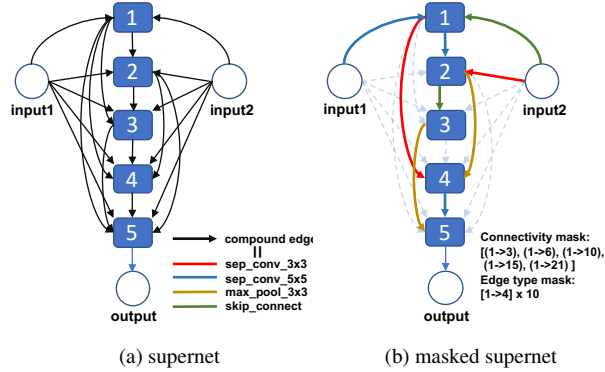 1
2
input1
input2
3
4
5
compound edge
sep_conv_3x3
sep_conv_5x5
max_pool_3x3
skip_connect
output
(a) supernet
1
2
input1
input2
3
4
5
Connectivity mask:
[(1->3), (1->6), (1->10),
(1->15), (1->21) ]
Edge type mask:
[1->4] x 10
output
(b) masked supernet